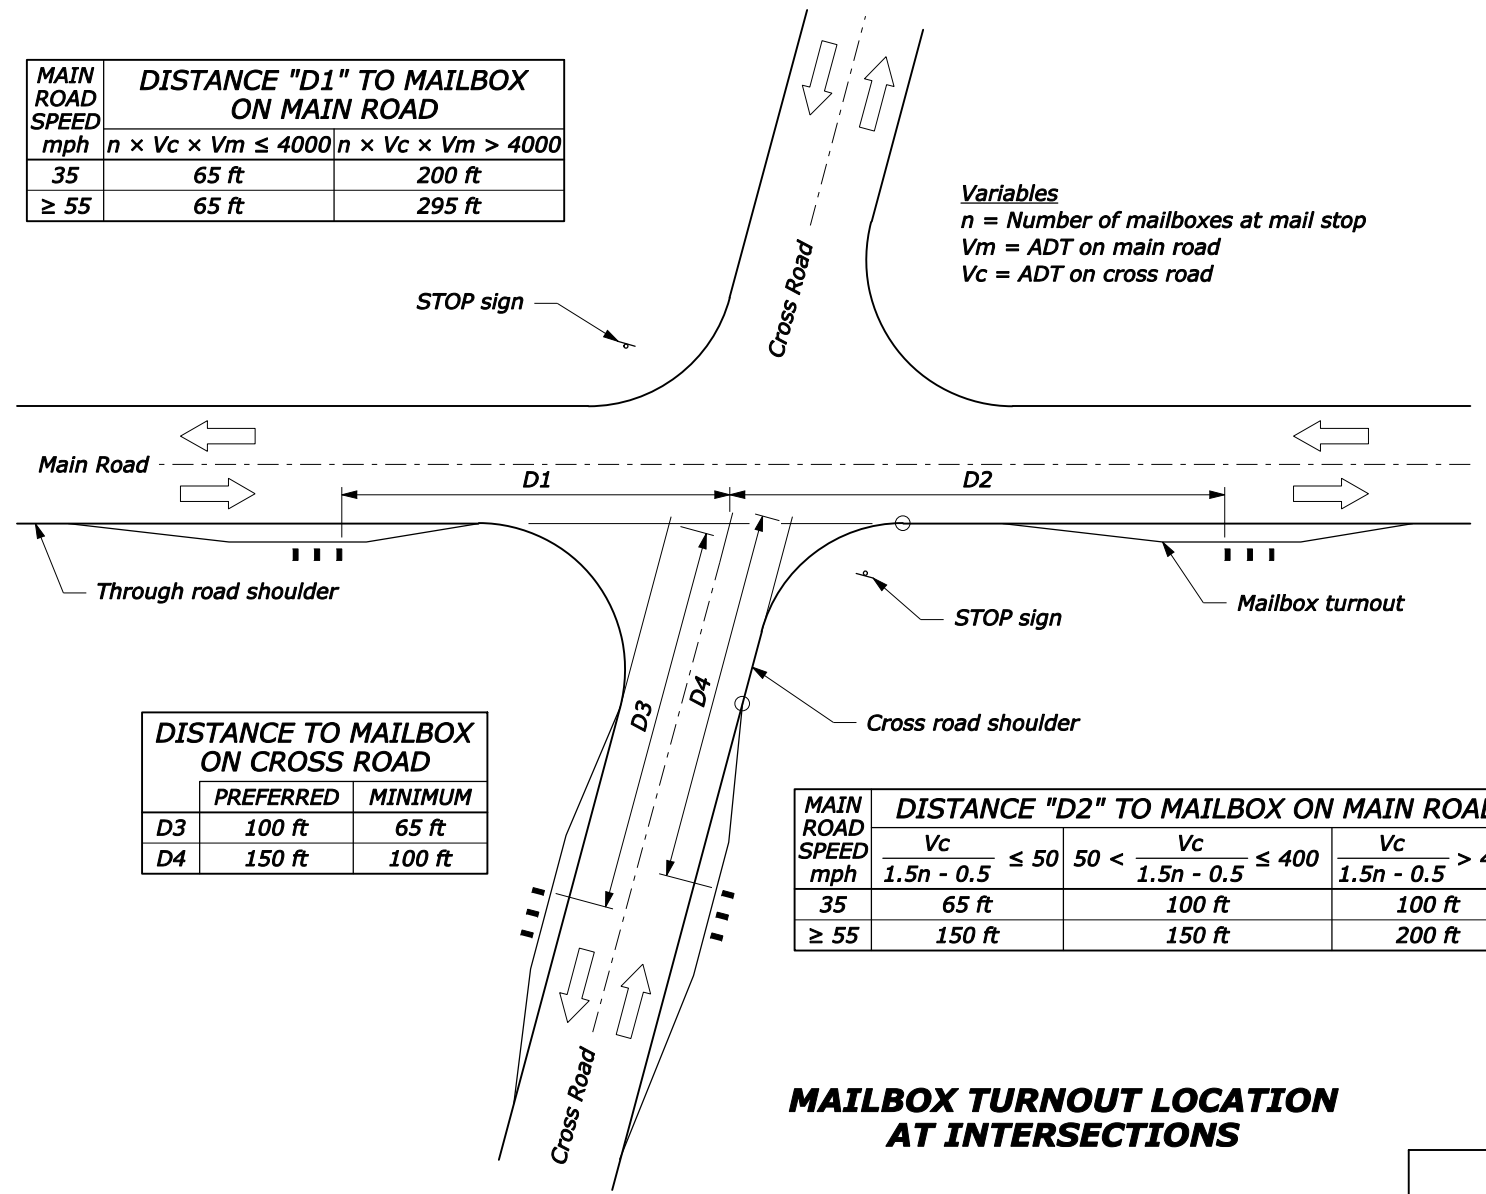 MAIN
ROAD
SPEED
mph
DISTANCE "D1" TO MAILBOX
ON MAIN ROAD
n × Vc × Vm ≤ 4000
n × Vc × Vm > 4000
35
65 ft
200 ft
≥ 55
65 ft
295 ft
Variables
n = Number of mailboxes at mail stop
Vm = ADT on main road
Vc = ADT on cross road
STOP sign
Cross Road
Main Road
D1
D2
Through road shoulder
Mailbox turnout
STOP sign
D3
D4
Cross road shoulder
DISTANCE TO MAILBOX
ON CROSS ROAD
PREFERRED
MINIMUM
D3
100 ft
65 ft
D4
150 ft
100 ft
MAIN
ROAD
SPEED
mph
DISTANCE "D2" TO MAILBOX ON MAIN
Vc
1.5n - 0.5
≤ 50
50 <
Vc
1.5n - 0.5
≤ 400
Vc
1.5n - 0.5
>
35
65 ft
100 ft
100 ft
≥ 55
150 ft
150 ft
200 ft
Cross Road
MAILBOX TURNOUT LOCATION
AT INTERSECTIONS